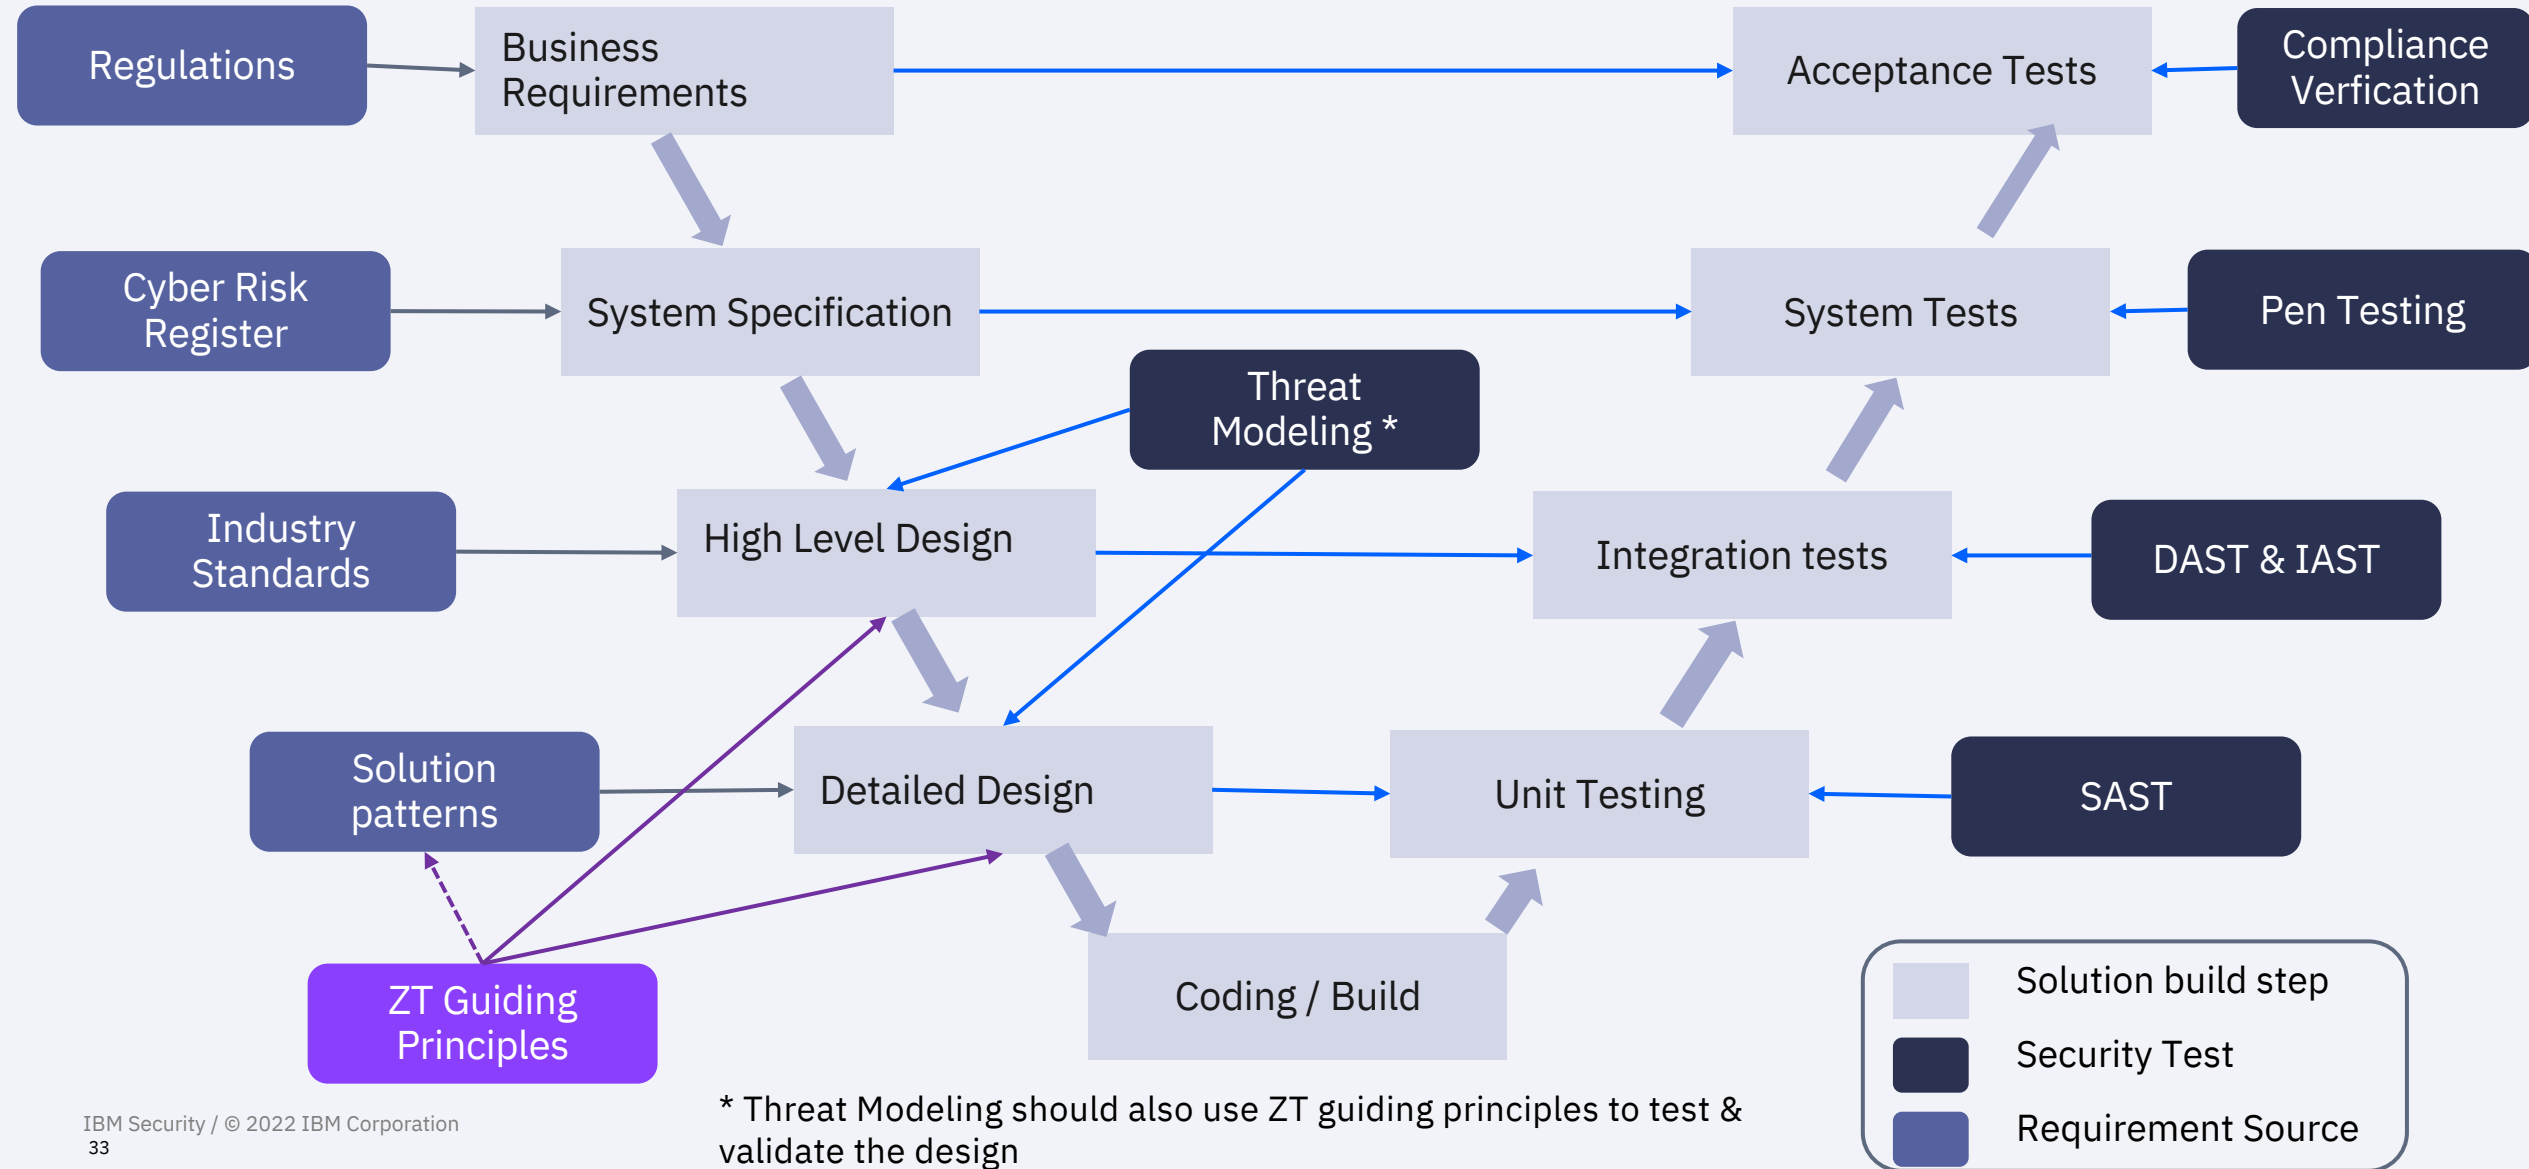 Regulations
Business
Requirements
Acceptance Tests
Compliance
Verfication
Cyber Risk
Register
System Specification
System Tests
Pen Testing
Threat
Modeling *
Industry
Standards
High Level Design
Integration tests
DAST & IAST
Solution
patterns
Detailed Design
Unit Testing
SAST
ZT Guiding
Principles
Coding / Build
Solution build step
Security Test
Requirement Source
* Threat Modeling should also use ZT guiding principles to test &
validate the design
IBM Security / © 2022 IBM Corporation
33